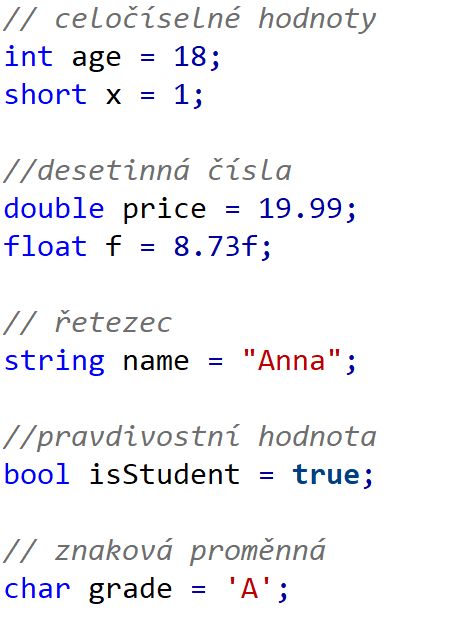 // celočíselné hodnoty
int age = 18;
short x = 1;
//desetinná čísla
double price = 19.99;
float f = 8.73f;
// řetezec
string name = "Anna";
//pravdivostní hodnota
bool isStudent = true;
// znaková proměnná
char grade = 'A';